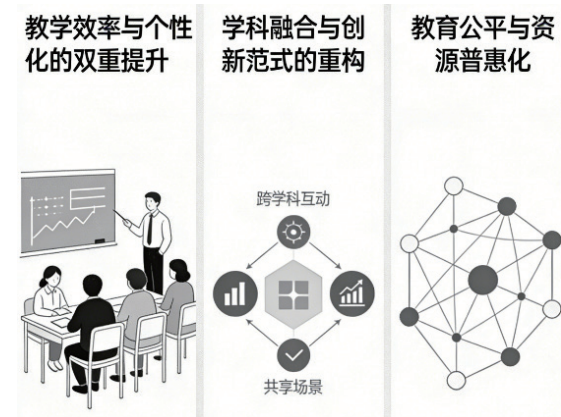 教学效率与个性
化的双重提升
学科融合与创
新范式的重构
跨学科互动
共享场景
教育公平与资
源普惠化